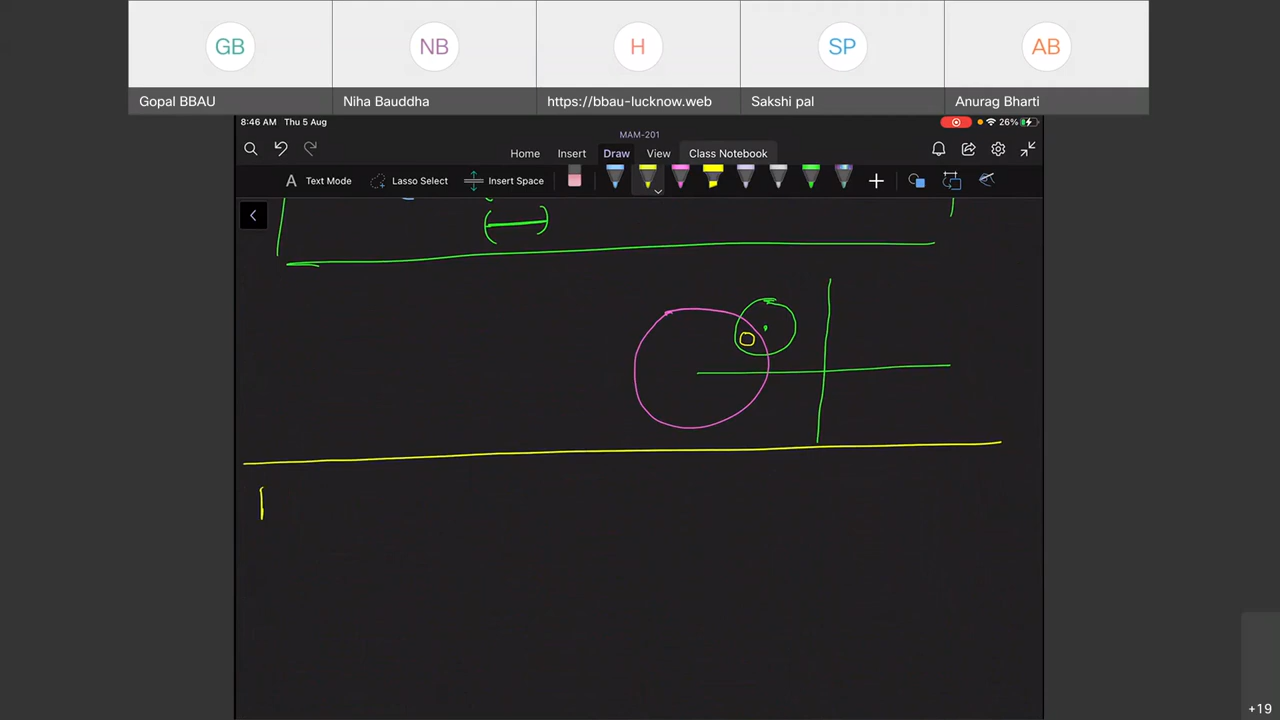 GB NB H SP AB
Gopal BBAU Niha Bauddha https://bbau-lucknow.web Sakshi pal Anurag Bharti
8:46 AM Thu 5 Aug 26%
MAM-201
Home Insert Draw View Class Notebook
A Text Mode Lasso Select Insert Space
+19